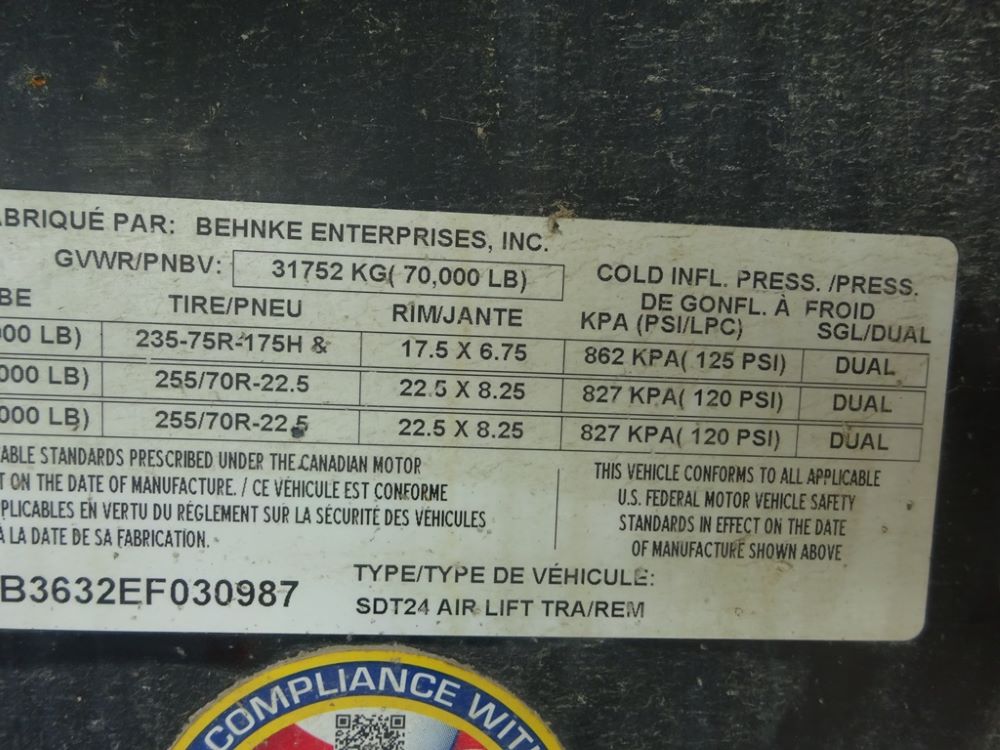 ABRIQUÉ PAR: BEHNKE ENTERPRISES, INC.
GVWR/PNBV: 31752 KG( 70,000 LB)
COLD INFL. PRESS. /PRESS.
DE GONFL. À FROID
BE TIRE/PNEU RIM/JANTE KPA (PSI/LPC) SGL/DUAL
00 LB) 235-75R-175H & 17.5 X 6.75 862 KPA( 125 PSI) DUAL
000 LB) 255/70R-22.5 22.5 X 8.25 827 KPA( 120 PSI) DUAL
000 LB) 255/70R-22.5 22.5 X 8.25 827 KPA( 120 PSI) DUAL
ABLE STANDARDS PRESCRIBED UNDER THE CANADIAN MOTOR
T ON THE DATE OF MANUFACTURE. / CE VÉHICULE EST CONFORME
PLICABLES EN VERTU DU RÉGLEMENT SUR LA SÉCURITÉ DES VÉHICULES
À LA DATE DE SA FABRICATION.
THIS VEHICLE CONFORMS TO ALL APPLICABLE
U.S. FEDERAL MOTOR VEHICLE SAFETY
STANDARDS IN EFFECT ON THE DATE
OF MANUFACTURE SHOWN ABOVE
B3632EF030987
TYPE/TYPE DE VÉHICULE:
SDT24 AIR LIFT TRA/REM
COMPLIANCE WITH